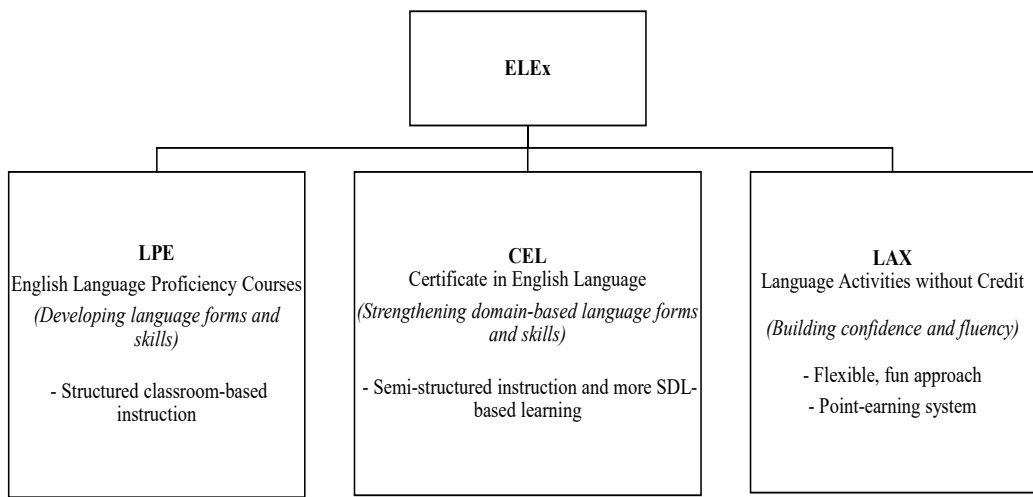 ELEx
LPE
English Language Proficiency Courses
(Developing language forms and
skills)
- Structured classroom-based
instruction
CEL
Certificate in English Language
(Strengthening domain-based language forms
and skills)
- Semi-structured instruction and more SDL-
based learning
LAX
Language Activities without Credit
(Building confidence and fluency)
- Flexible, fun approach
- Point-earning system